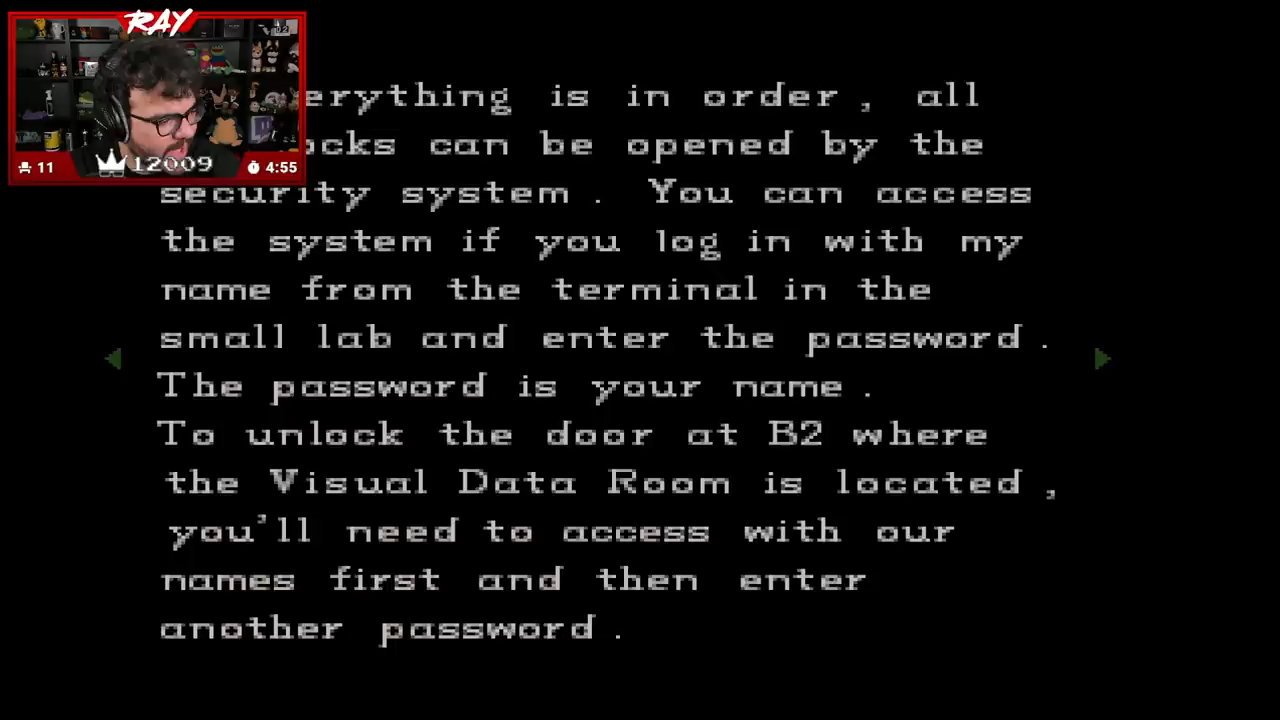 RAY
11
12009
4:55
is in order, all
can be opened by the
security system. You can access
the system if you log in with my
name from the terminal in the
small lab and enter the password.
The password is your name.
To unlock the door at B2 where
the Visual Data Room is located,
you'll need to access with our
names first and then enter
another password.